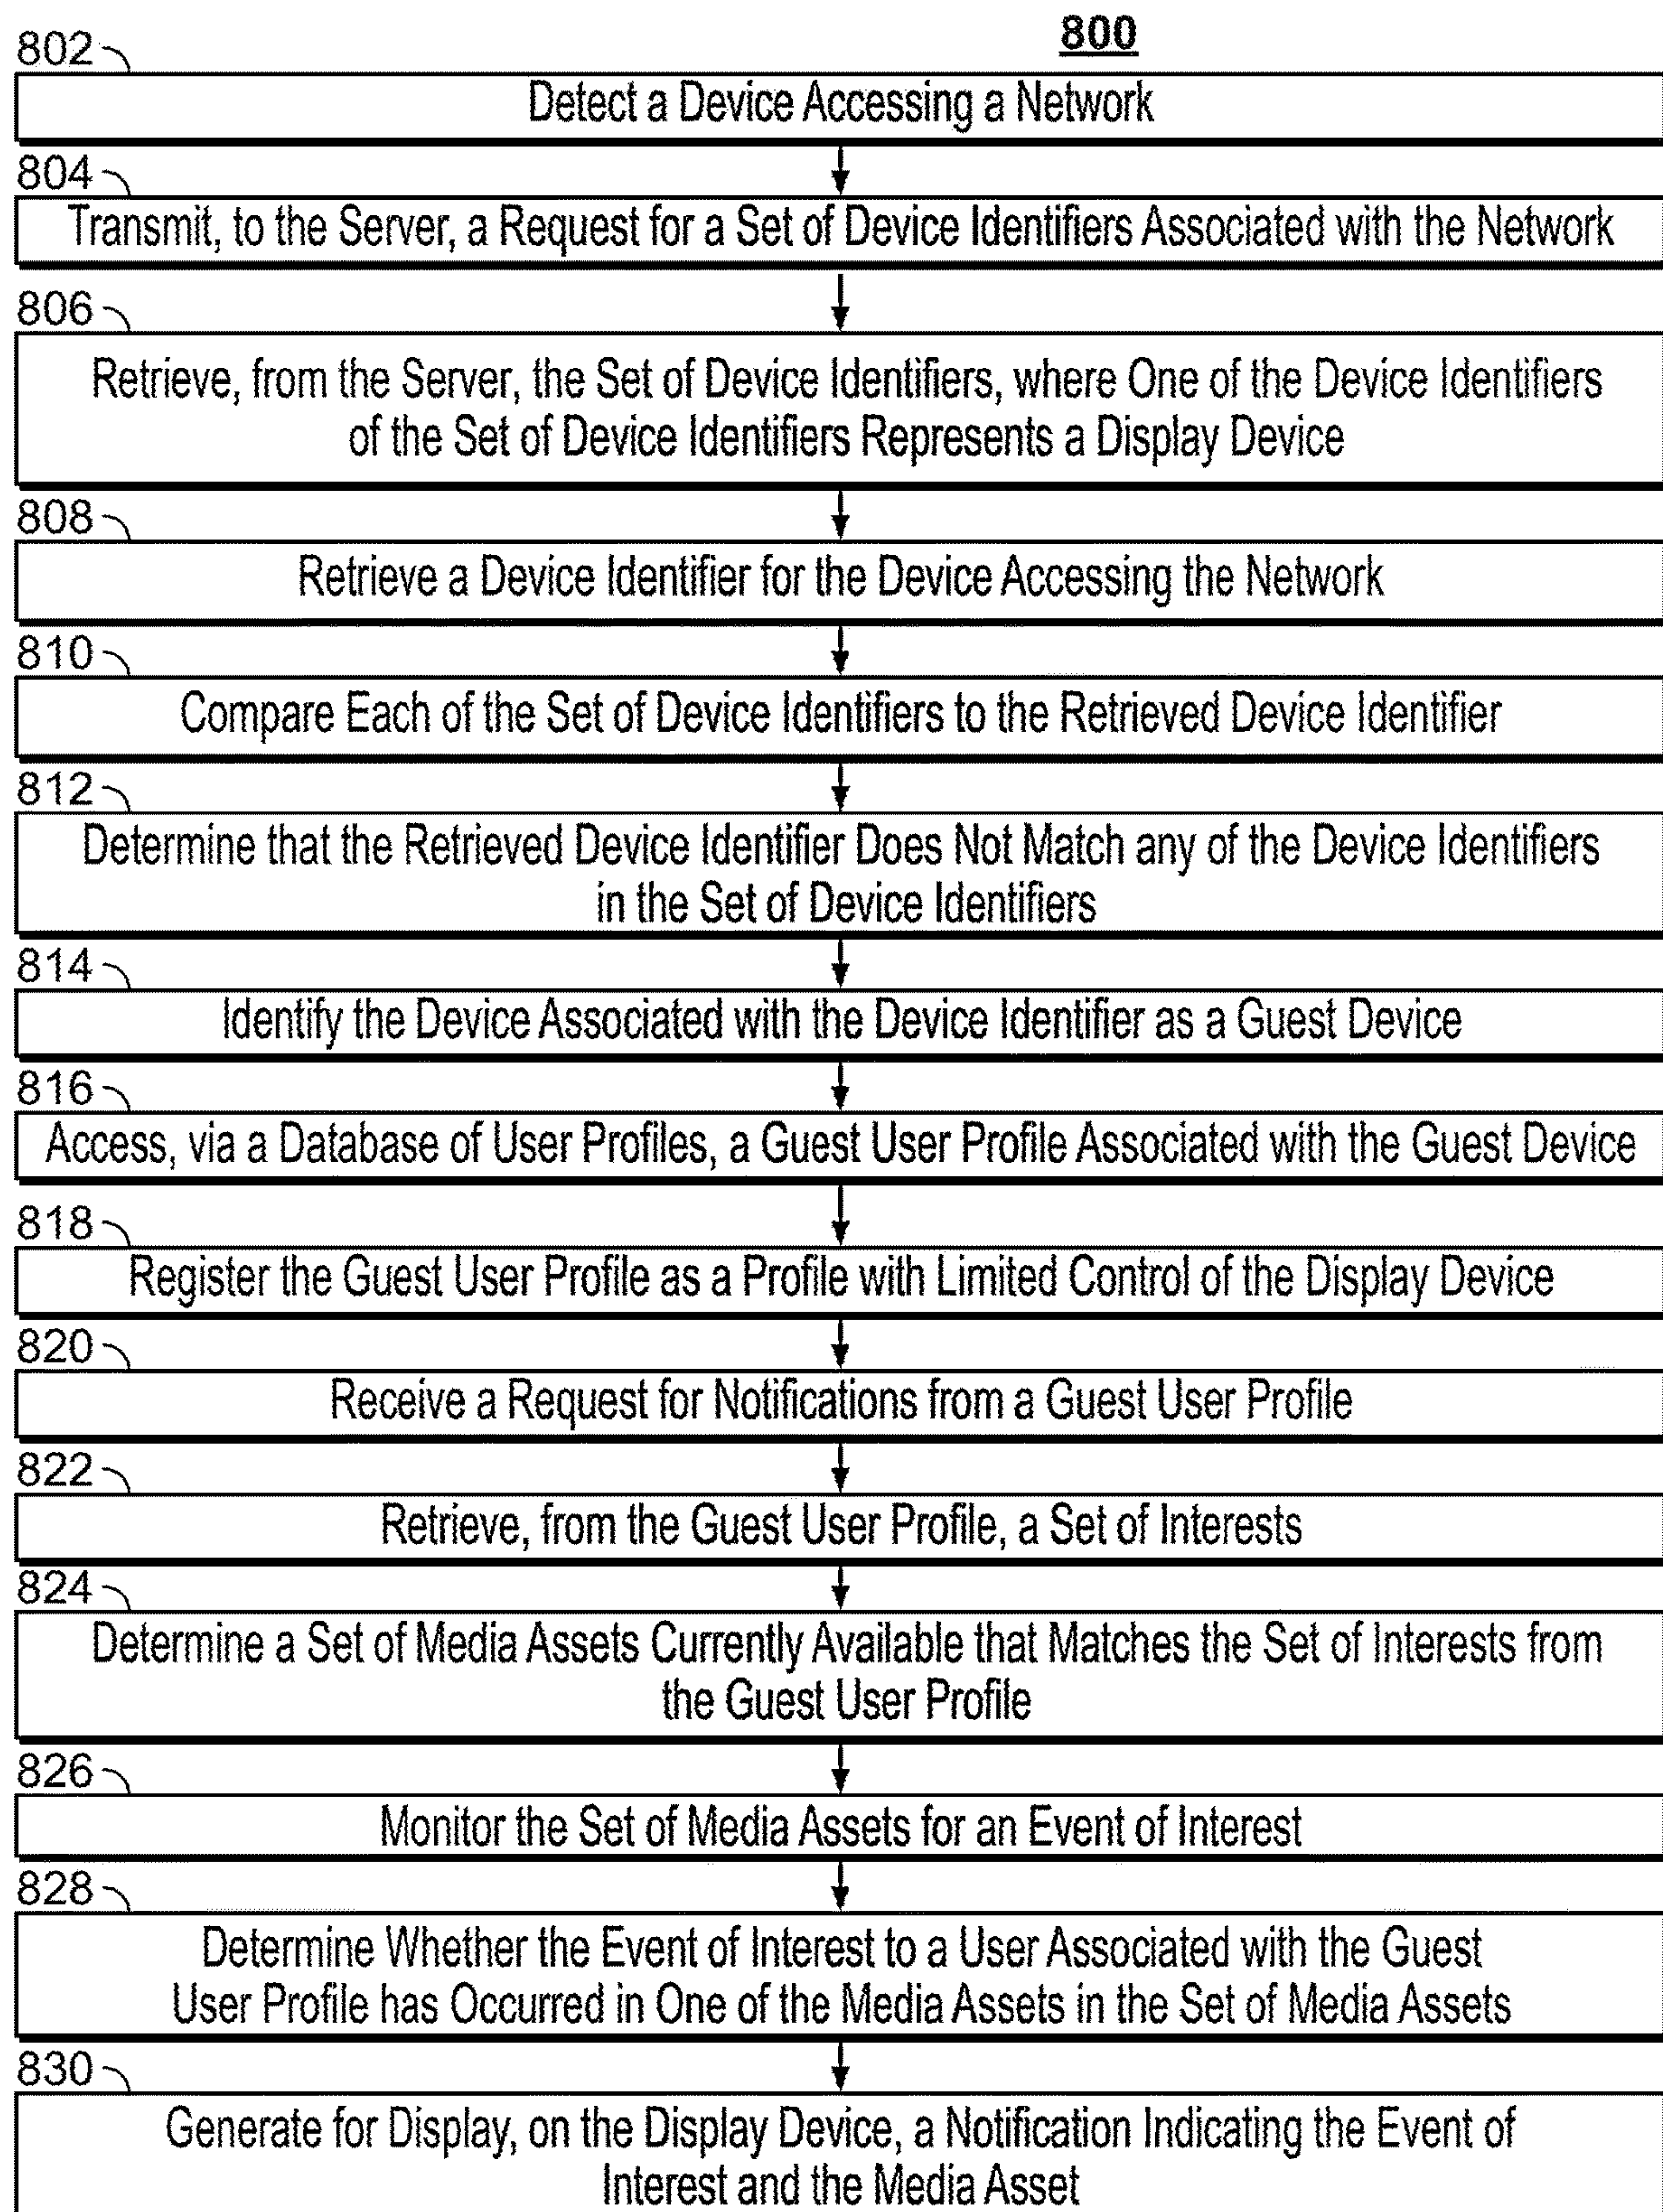 800
802
Detect a Device Accessing a Network
804
Transmit, to the Server, a Request for a Set of Device Identifiers Associated with the Network
806
Retrieve, from the Server, the Set of Device Identifiers, where One of the Device Identifiers
of the Set of Device Identifiers Represents a Display Device
808
Retrieve a Device Identifier for the Device Accessing the Network
810
Compare Each of the Set of Device Identifiers to the Retrieved Device Identifier
812
Determine that the Retrieved Device Identifier Does Not Match any of the Device Identifiers
in the Set of Device Identifiers
814
Identify the Device Associated with the Device Identifier as a Guest Device
816
Access, via a Database of User Profiles, a Guest User Profile Associated with the Guest Device
818
Register the Guest User Profile as a Profile with Limited Control of the Display Device
820
Receive a Request for Notifications from a Guest User Profile
822
Retrieve, from the Guest User Profile, a Set of Interests
824
Determine a Set of Media Assets Currently Available that Matches the Set of Interests from
the Guest User Profile
826
Monitor the Set of Media Assets for an Event of Interest
828
Determine Whether the Event of Interest to a User Associated with the Guest
User Profile has Occurred in One of the Media Assets in the Set of Media Assets
830
Generate for Display, on the Display Device, a Notification Indicating the Event of
Interest and the Media Asset